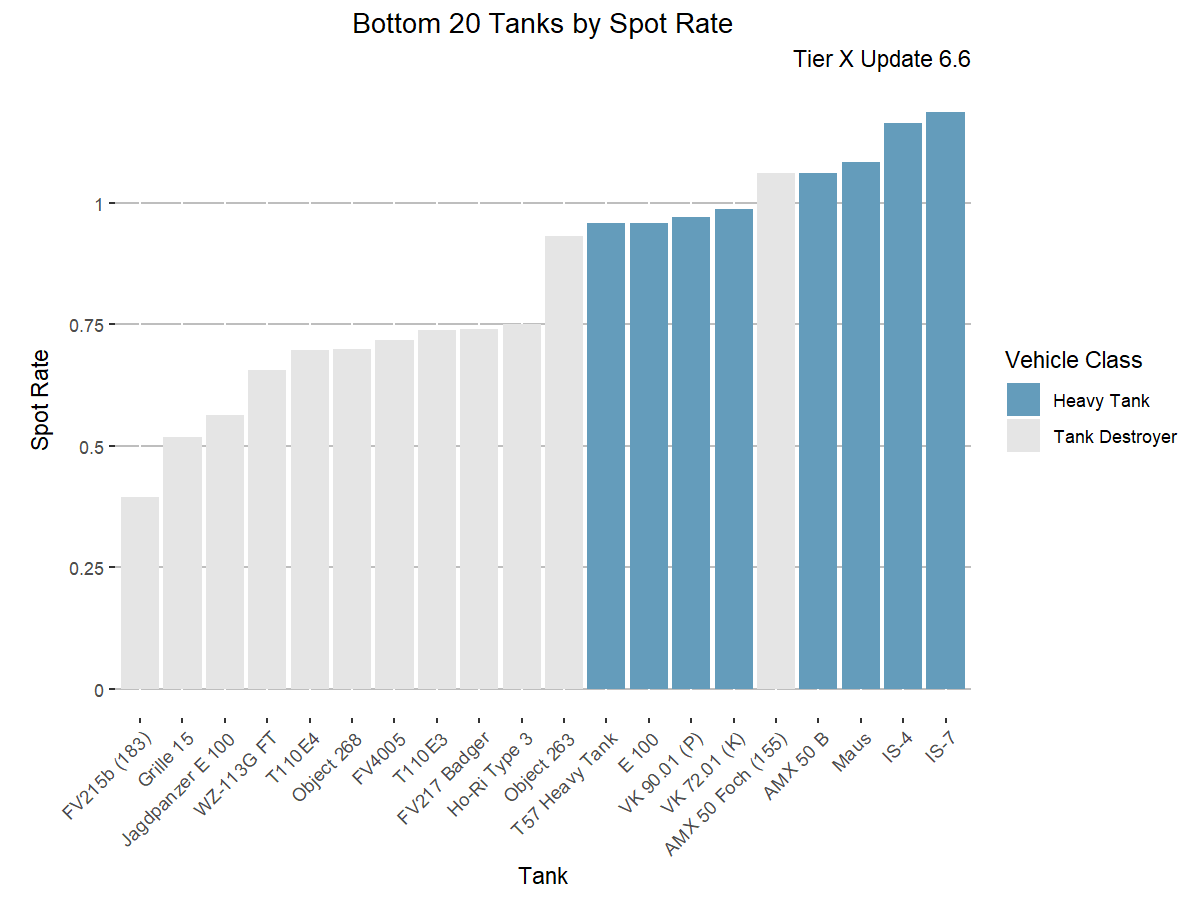 Bottom 20 Tanks by Spot Rate
Tier X Update 6.6
Spot Rate
1
0.75
0.5
0.25
0
FV215b (183)
Grille 15
Jagdpanzer E 100
WZ-113G FT
T110E4
Object 268
FV4005
T110E3
FV217 Badger
Ho-Ri Type 3
Object 263
T57 Heavy Tank
E 100
VK 90.01 (P)
VK 72.01 (K)
AMX 50 Foch (155)
AMX 50 B
Maus
IS-4
IS-7
Tank
Vehicle Class
Heavy Tank
Tank Destroyer